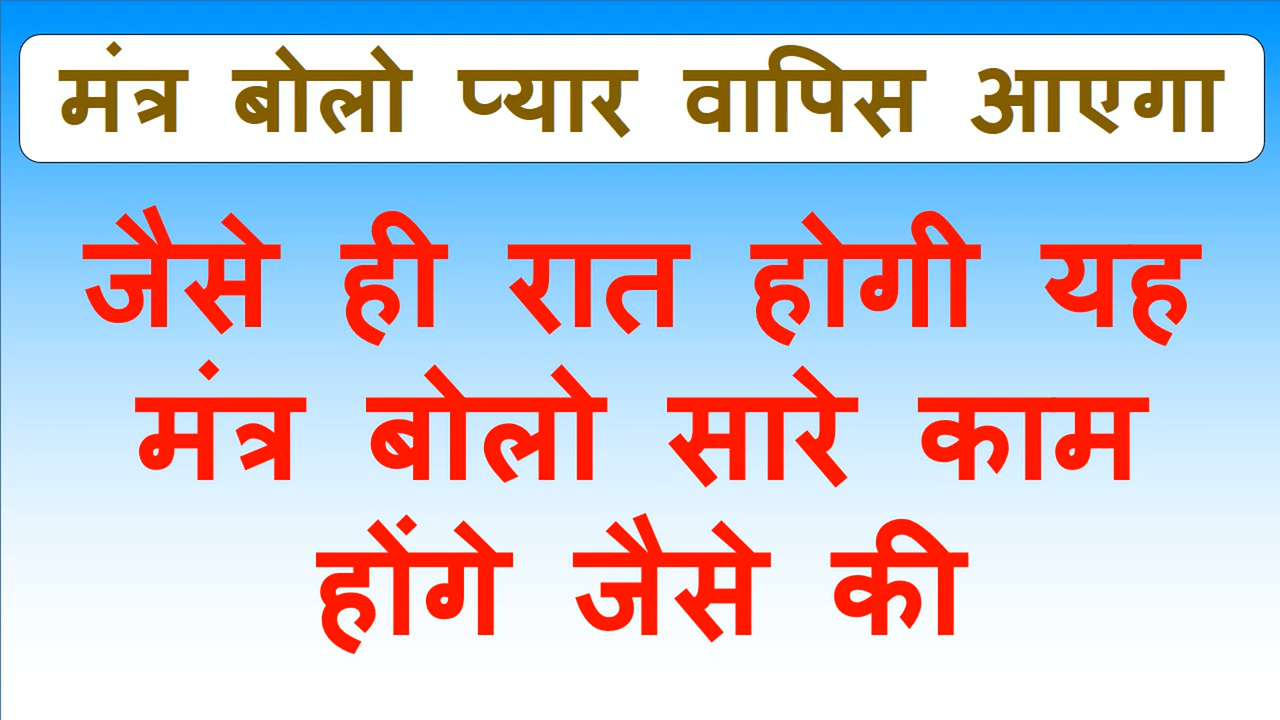 मंत्र बोलो प्यार वापिस आएगा
जैसे ही रात होगी यह
मंत्र बोलो सारे काम
होंगे जैसे की